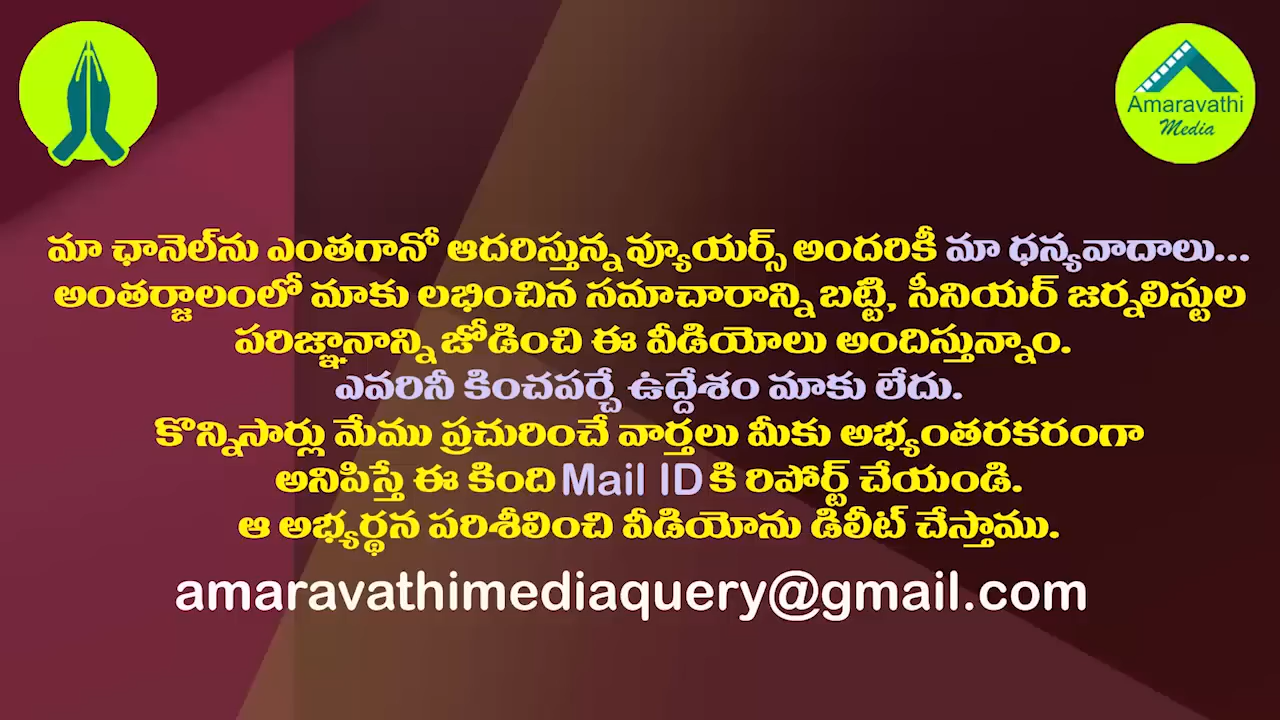 Amaravathi
Media
మా ఛానెల్‌ను ఎంతగానో ఆదరిస్తున్న వ్యూయర్స్ అందరికీ మా ధన్యవాదాలు...
అంతర్జాలంలో మాకు లభించిన సమాచారాన్ని బట్టి, సీనియర్ జర్నలిస్టుల
పరిజ్ఞానాన్ని జోడించి ఈ వీడియోలు అందిస్తున్నాం.
ఎవరినీ కించపర్చే ఉద్దేశం మాకు లేదు.
కొన్నిసార్లు మేము ప్రచురించే వార్తలు మీకు అభ్యంతరకరంగా
అనిపిస్తే ఈ కింది Mail ID కి రిపోర్ట్ చేయండి.
ఆ అభ్యర్థన పరిశీలించి వీడియోను డిలీట్ చేస్తాము.
amaravathimediaquery@gmail.com